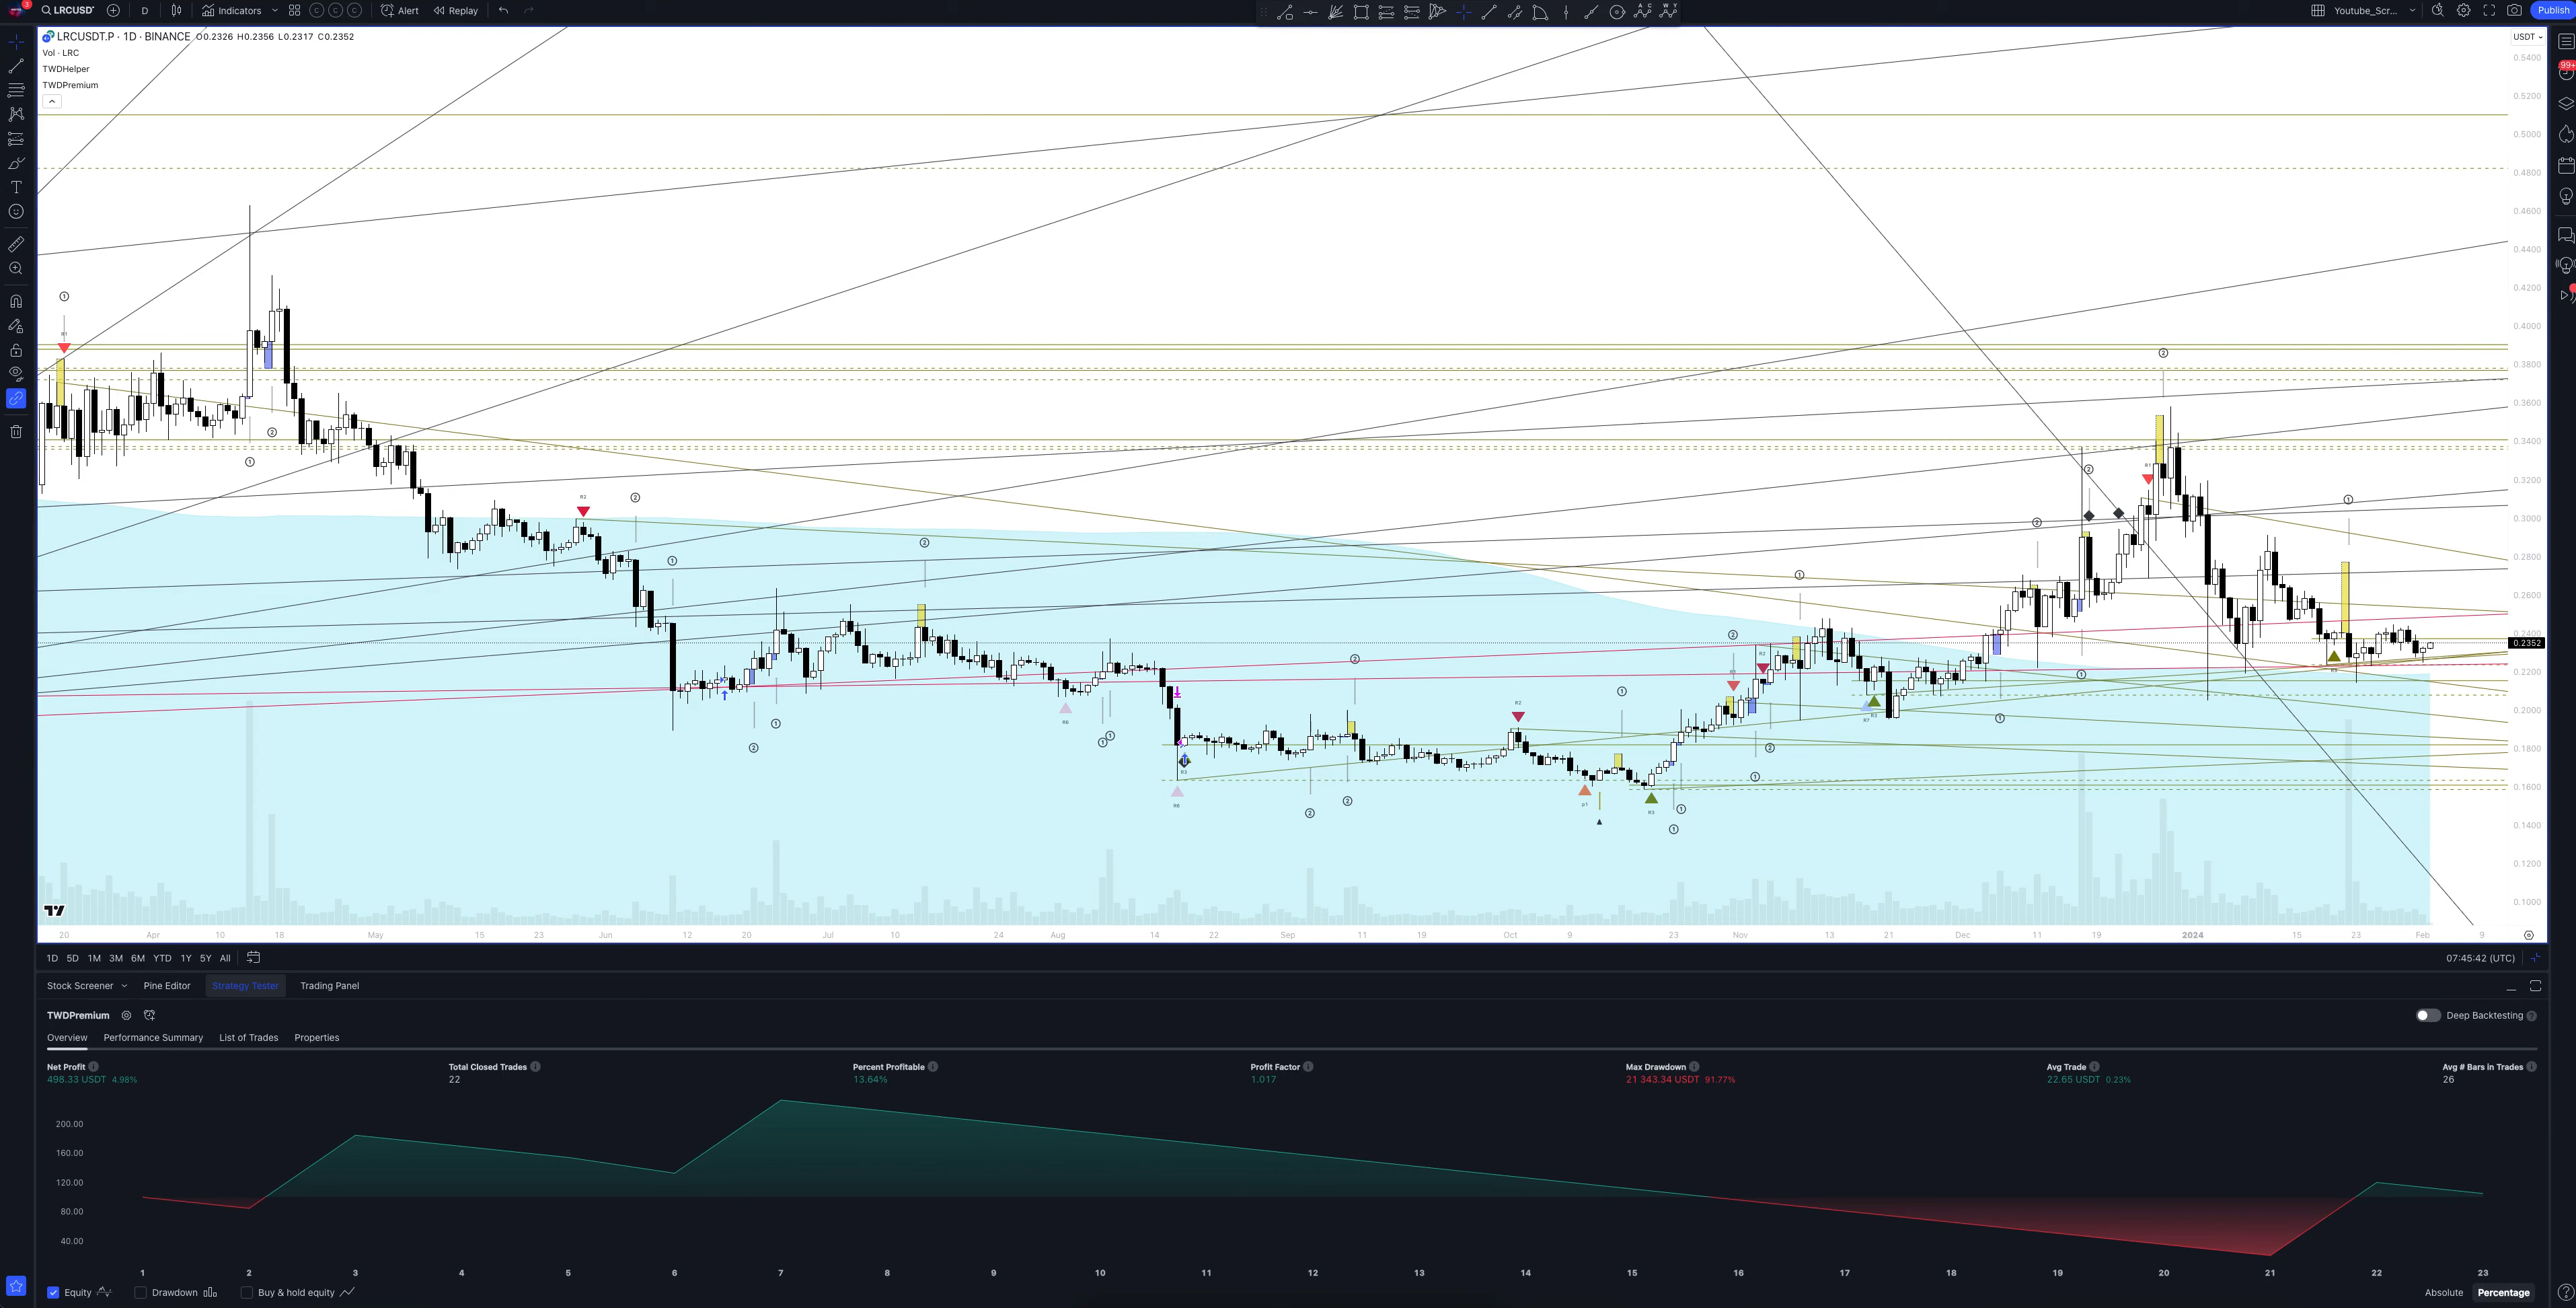 3 LRCUSDT D Indicators Alert Replay Youtube_Scr... Publish
LRCUSDT.P · 1D · BINANCE O0.2326 H0.2356 L0.2317 C0.2352
Vol · LRC
TWDHelper
TWDPremium
USDT
99+
0.5400
0.5200
0.5000
0.4800
0.4600
0.4400
0.4200
0.4000
0.3800
0.3600
0.3400
0.3200
0.3000
0.2800
0.2600
0.2400
0.2352
0.2200
0.2000
0.1800
0.1600
0.1400
0.1200
0.1000
20 Apr 10 18 May 15 23 Jun 12 20 Jul 10 24 Aug 14 22 Sep 11 19 Oct 9 23 Nov 13 21 Dec 11 19 2024 15 23 Feb 9
1D 5D 1M 3M 6M YTD 1Y 5Y All 07:45:42 (UTC)
Stock Screener Pine Editor Strategy Tester Trading Panel
TWDPremium Deep Backtesting
Overview Performance Summary List of Trades Properties
Net Profit Total Closed Trades Percent Profitable Profit Factor Max Drawdown Avg Trade Avg # Bars in Trades
498.33 USDT 4.98% 22 13.64% 1.017 21 343.34 USDT 91.77% 22.65 USDT 0.23% 26
200.00
160.00
120.00
80.00
40.00
1 2 3 4 5 6 7 8 9 10 11 12 13 14 15 16 17 18 19 20 21 22 23
Equity Drawdown Buy & hold equity Absolute Percentage